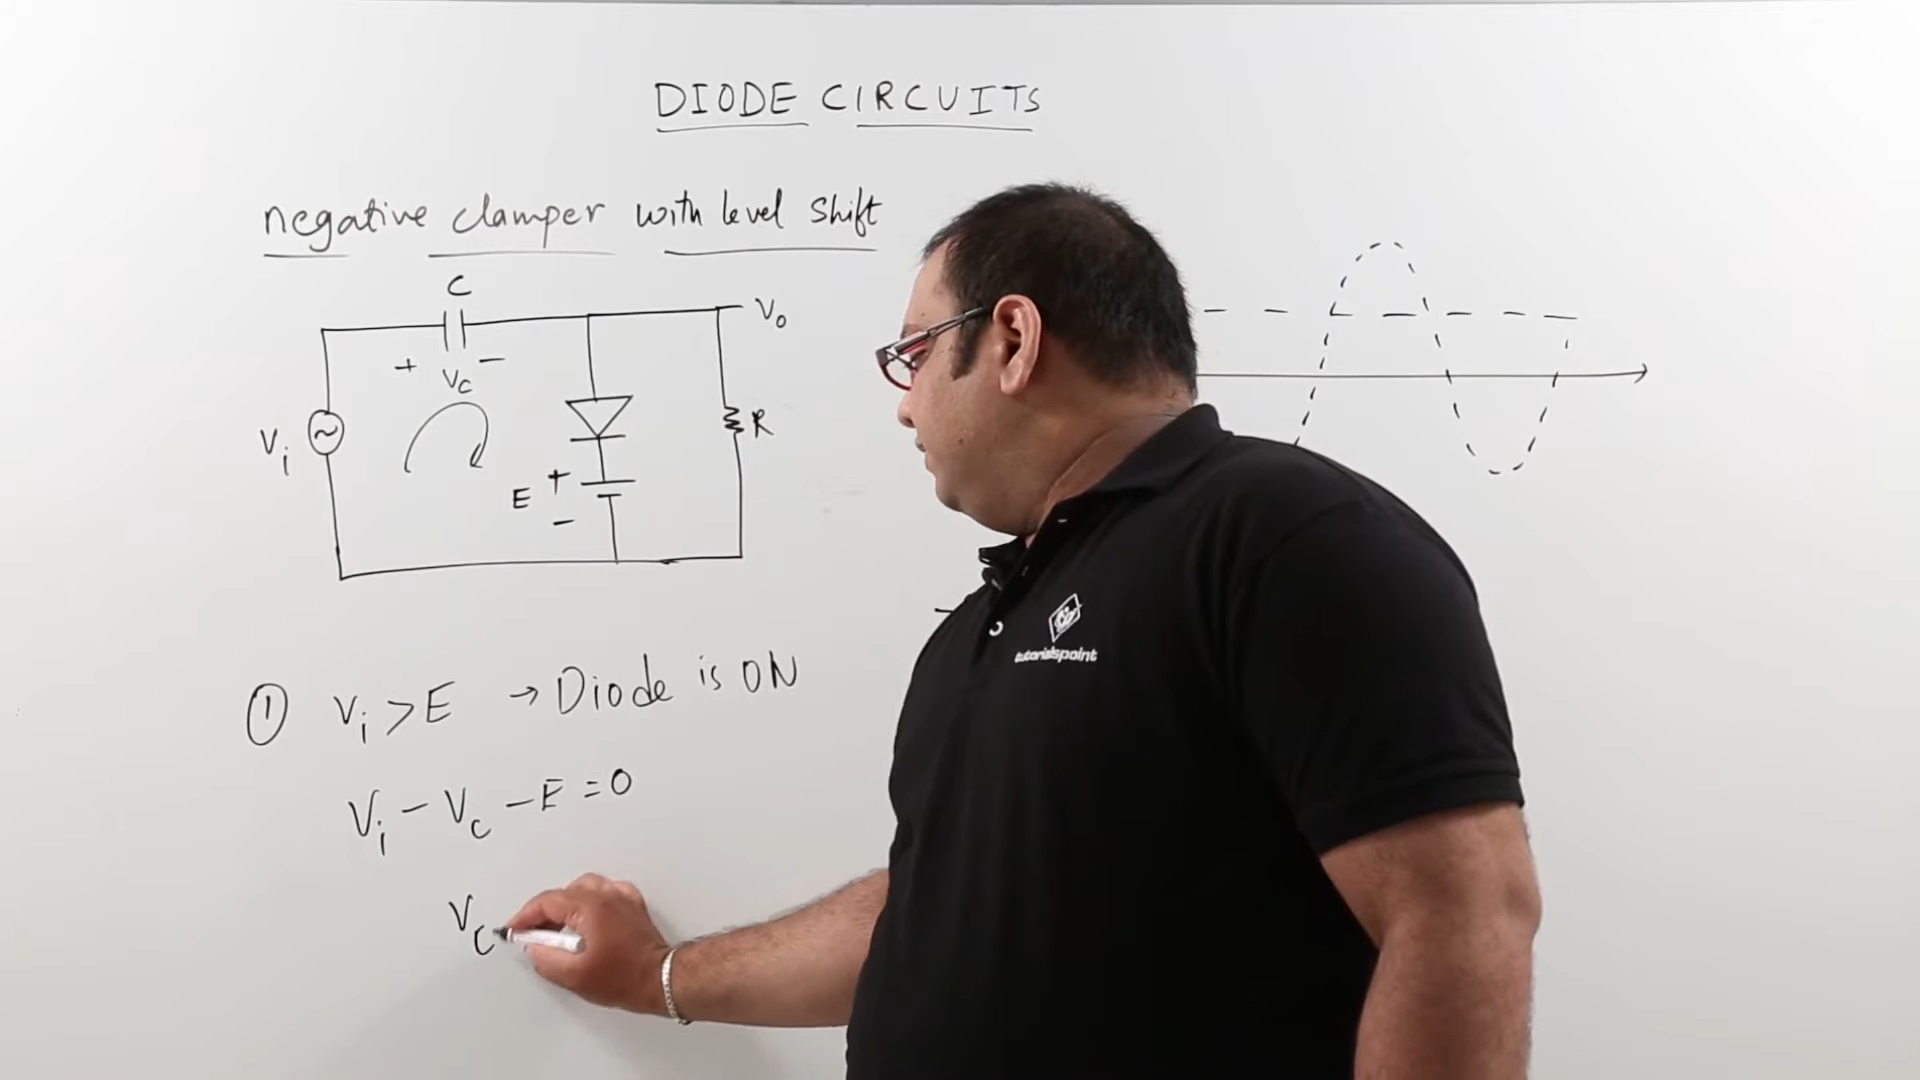 DIODE CIRCUITS
negative clamper with level shift
C
+ Vc −
Vo
Vi
R
E + −
① Vi > E → Diode is ON
Vi − Vc − E = 0
Vc
tutorialspoint